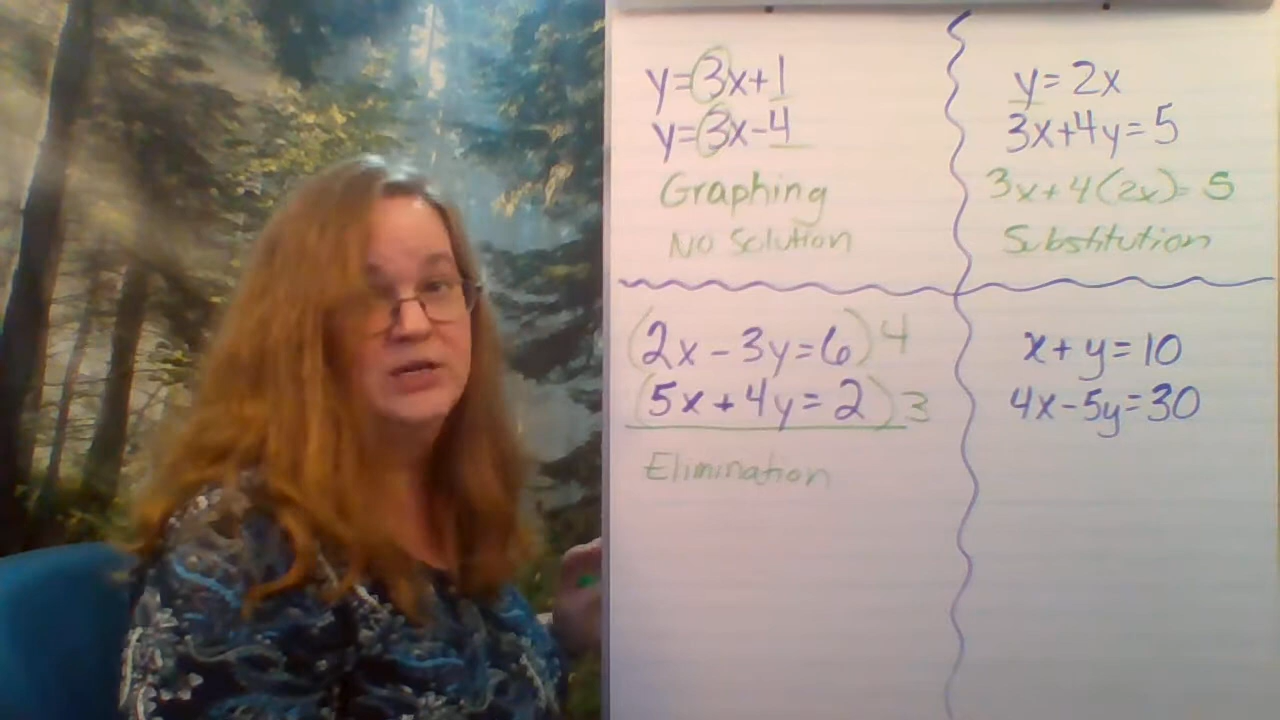 y=3x+1
y=3x-4
Graphing
No Solution
y=2x
3x+4y=5
3x+4(2x)=5
Substitution
(2x-3y=6)4
(5x+4y=2)3
Elimination
x+y=10
4x-5y=30